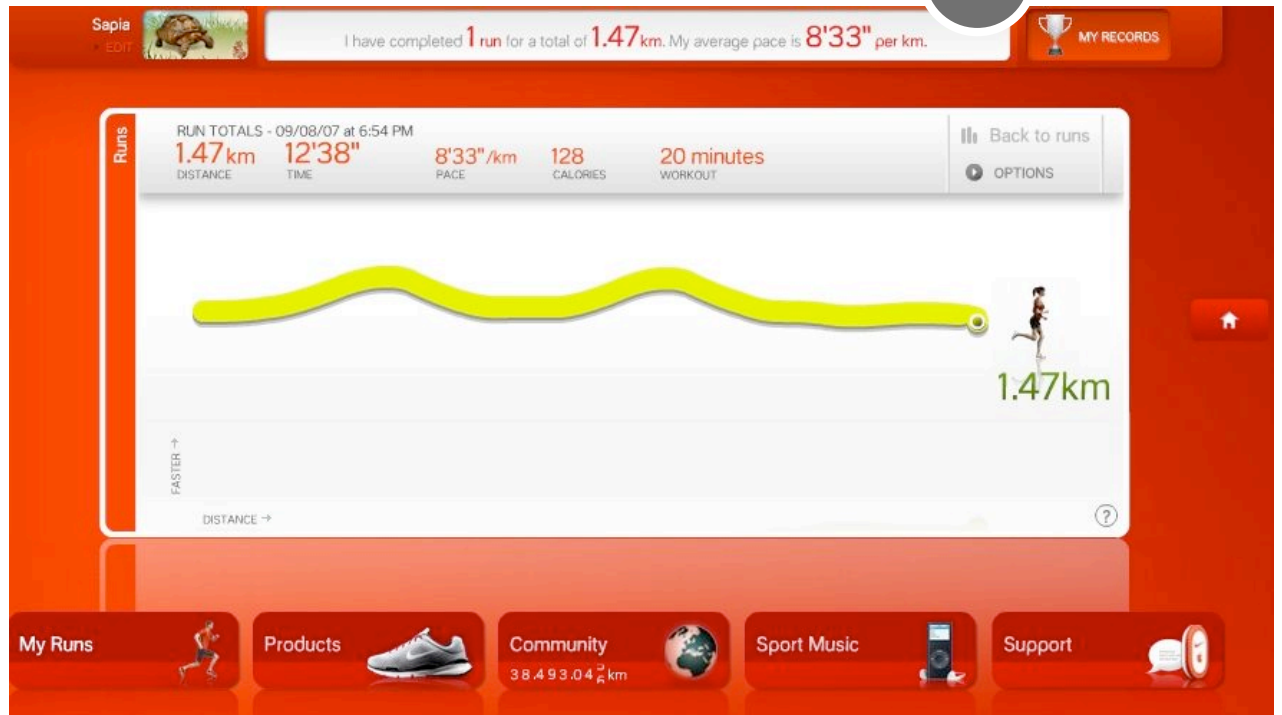 Sapia
EDIT
I have completed 1 run for a total of 1.47km. My average pace is 8'33" per km.
MY RECORDS
Runs
RUN TOTALS - 09/08/07 at 6:54 PM
1.47 km 12'38" 8'33"/km 128 20 minutes
DISTANCE TIME PACE CALORIES WORKOUT
Back to runs
OPTIONS
1.47km
FASTER →
DISTANCE →
?
My Runs
Products
Community
km
Sport Music
Support